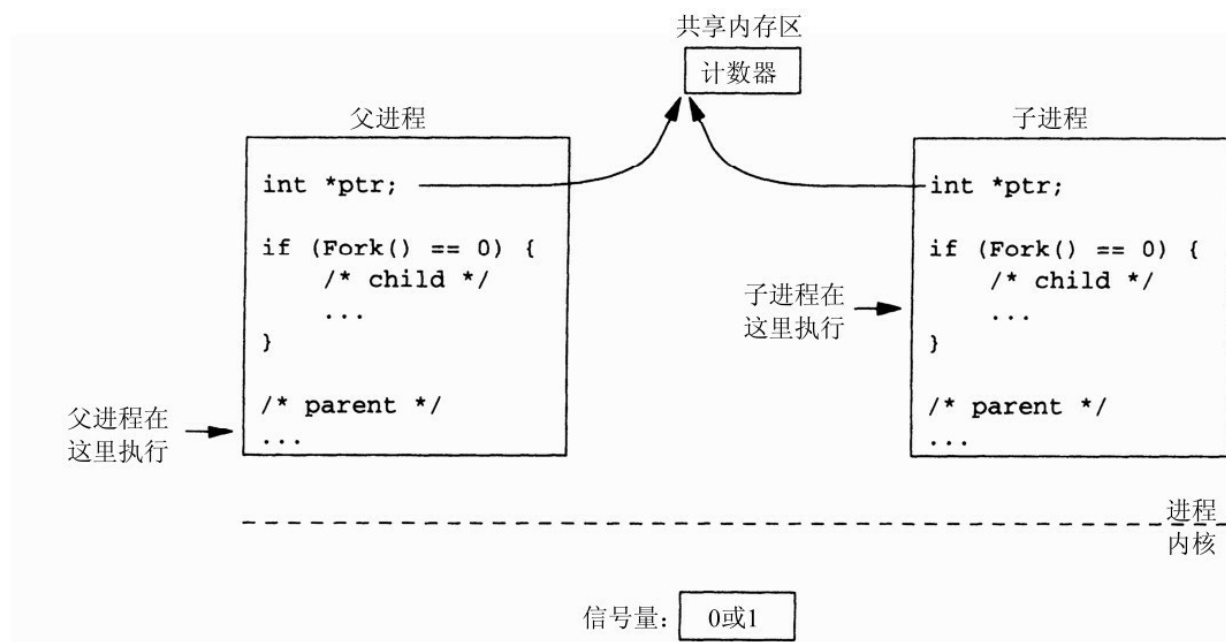 共享内存区
计数器
父进程
子进程
int *ptr;
if (Fork() == 0) {
/* child */
...
}
/* parent */
...
父进程在
这里执行
int *ptr;
if (Fork() == 0) {
/* child */
...
}
/* parent */
...
子进程在
这里执行
进程
内核
信号量：
0或1